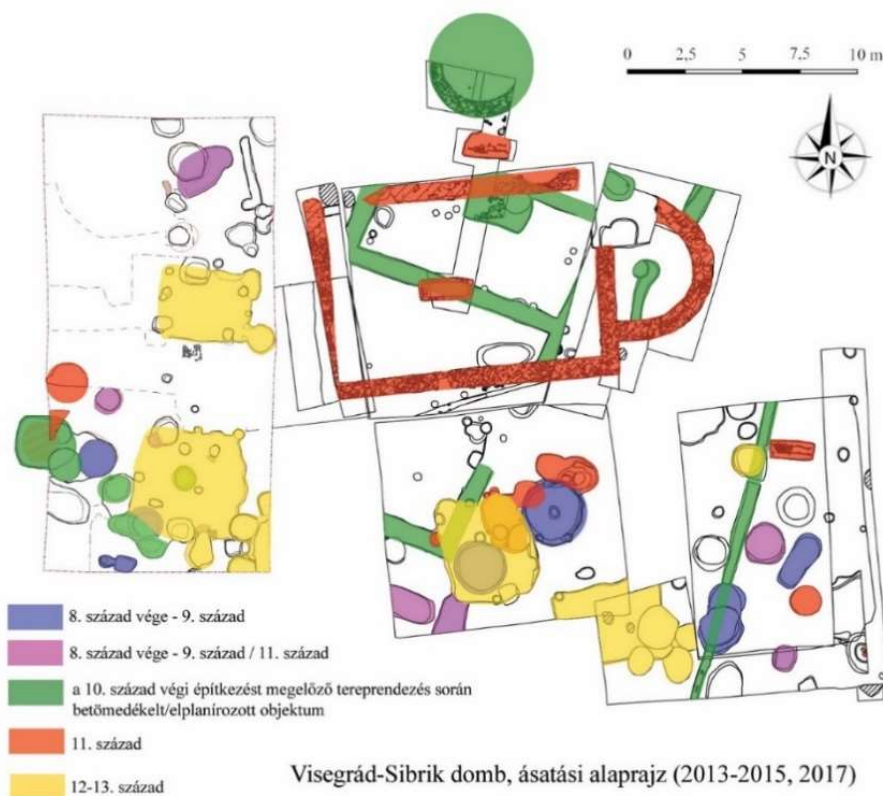 0 2,5 5 7,5 10 m
N
8. század vége - 9. század
8. század vége - 9. század / 11. század
a 10. század végi építkezést megelőző tereprendezés során
betömedékelt/elplanírozott objektum
11. század
12-13. század
Visegrád-Sibrik domb, ásatási alaprajz (2013-2015, 2017)